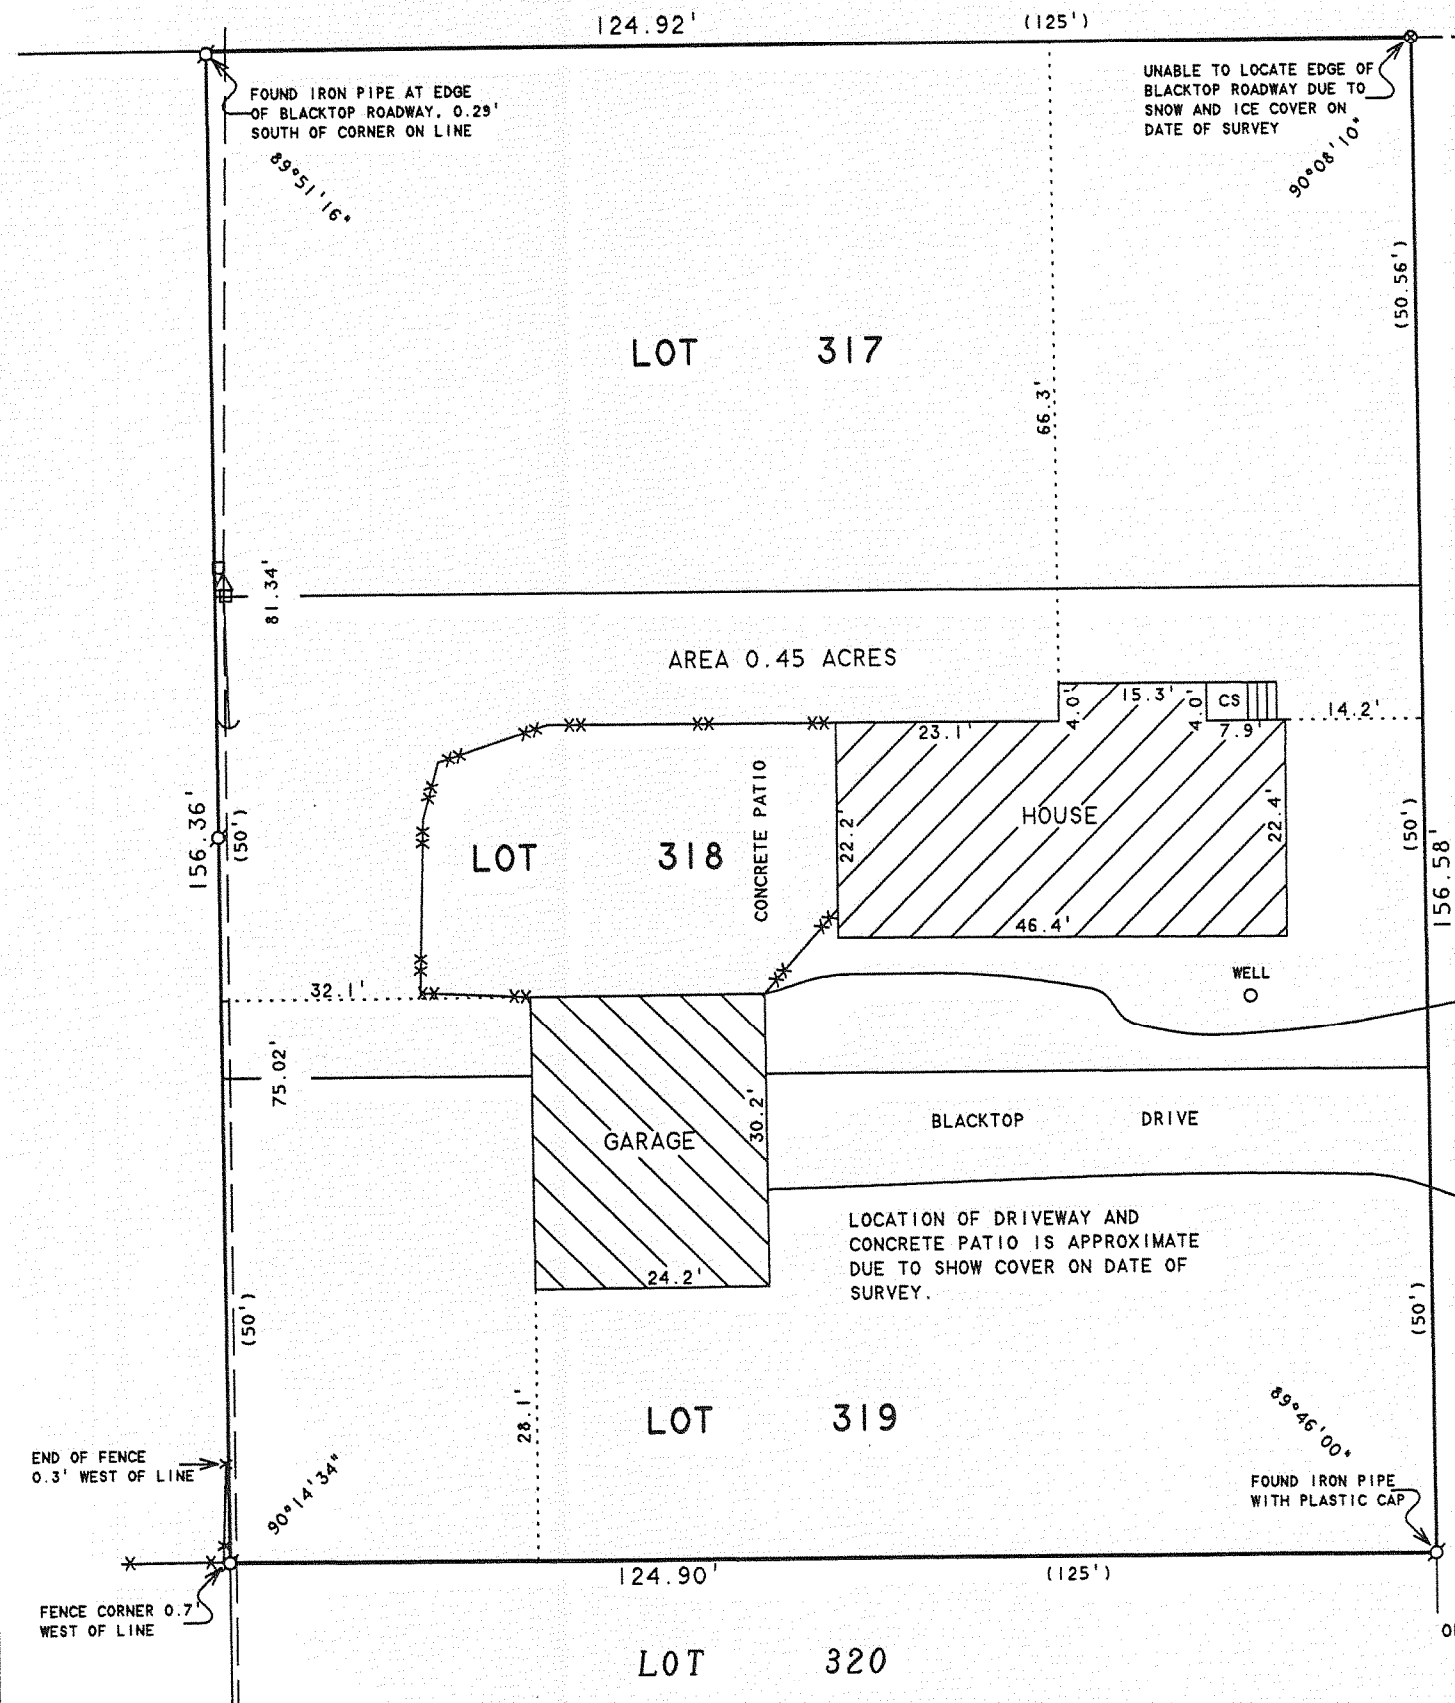 124.92'
(125')
FOUND IRON PIPE AT EDGE
OF BLACKTOP ROADWAY, 0.29'
SOUTH OF CORNER ON LINE
UNABLE TO LOCATE EDGE OF
BLACKTOP ROADWAY DUE TO
SNOW AND ICE COVER ON
DATE OF SURVEY
89°51'16"
90°08'10"
(50.56')
LOT 317
66.3'
81.34'
AREA 0.45 ACRES
15.3'
4.0'
4.0'
CS
14.2'
23.1'
7.9'
CONCRETE PATIO
HOUSE
22.2'
22.4'
156.36'
(50')
(50')
156.58'
LOT 318
46.4'
WELL
32.1'
75.02'
30.2'
BLACKTOP DRIVE
GARAGE
LOCATION OF DRIVEWAY AND
CONCRETE PATIO IS APPROXIMATE
DUE TO SHOW COVER ON DATE OF
SURVEY.
24.2'
(50')
(50')
28.1'
LOT 319
89°46'00"
END OF FENCE
0.3' WEST OF LINE
90°14'34"
FOUND IRON PIPE
WITH PLASTIC CAP
124.90'
(125')
FENCE CORNER 0.7'
WEST OF LINE
LOT 320